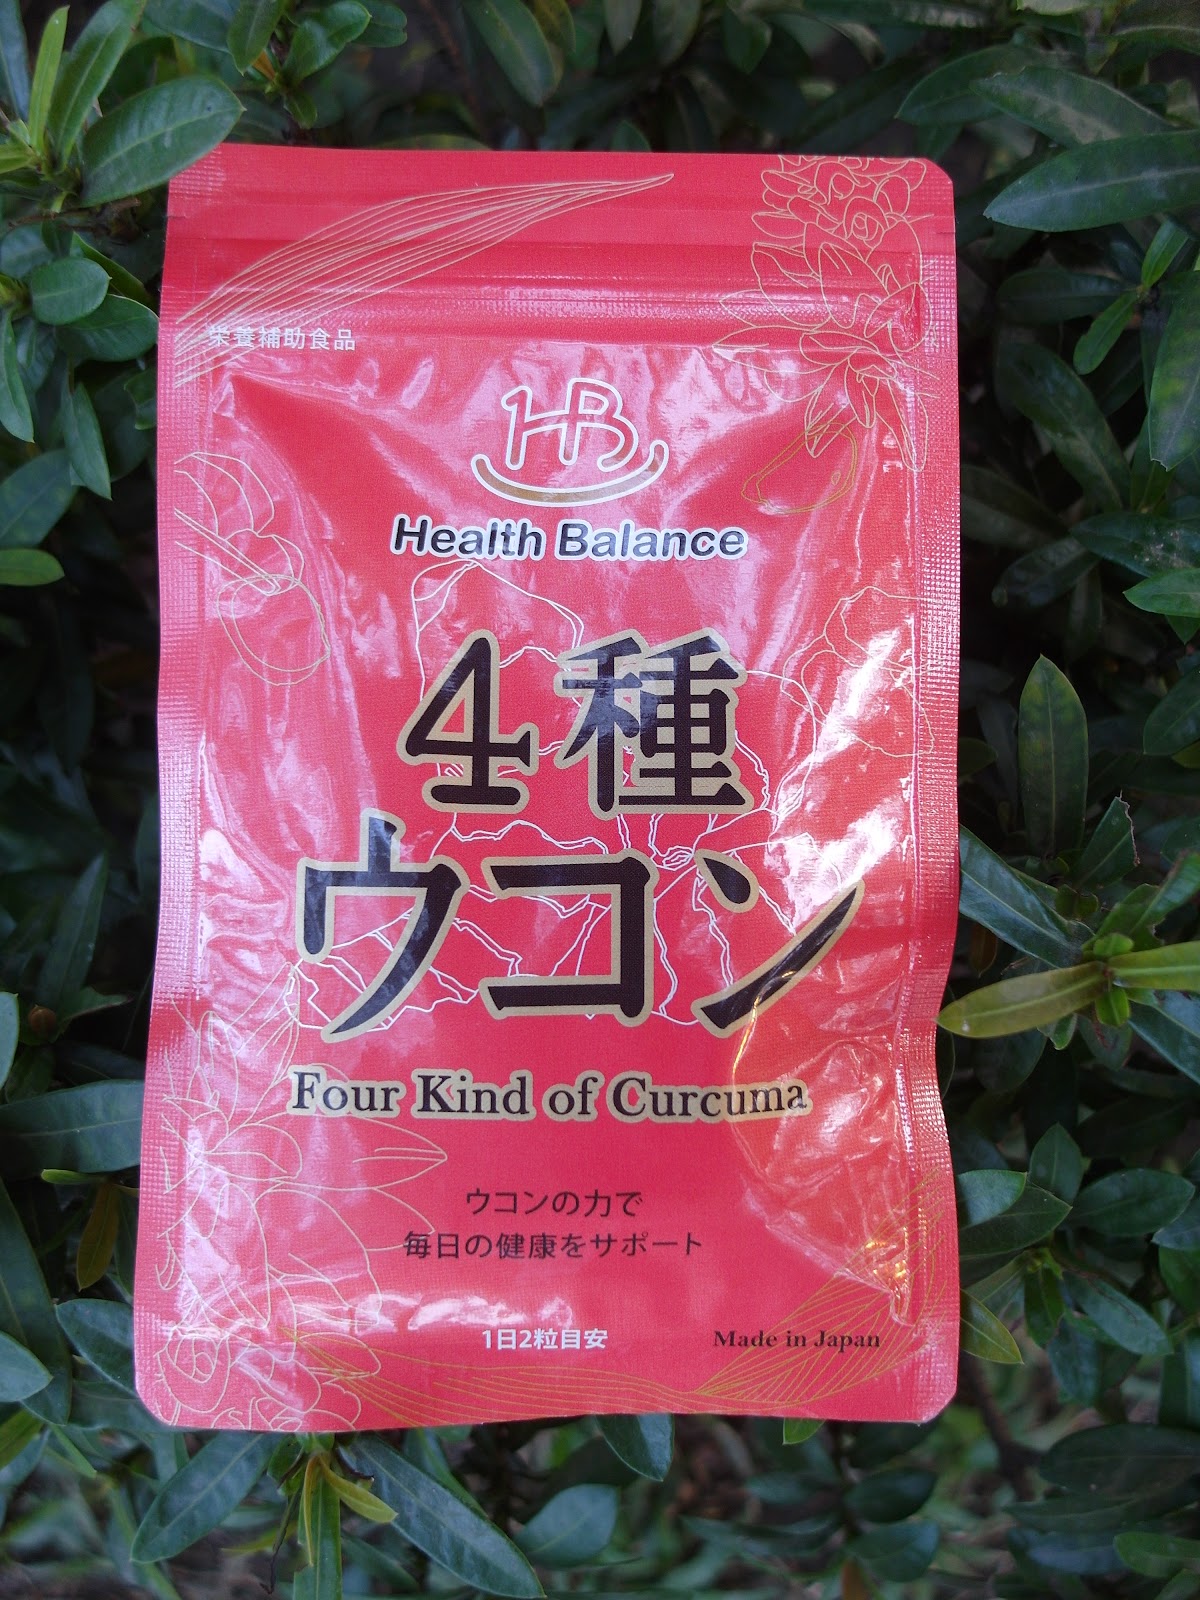 栄養補助食品
HB
Health Balance
4種
ウコン
Four Kind of Curcuma
ウコンの力で
毎日の健康をサポート
1日2粒目安
Made in Japan